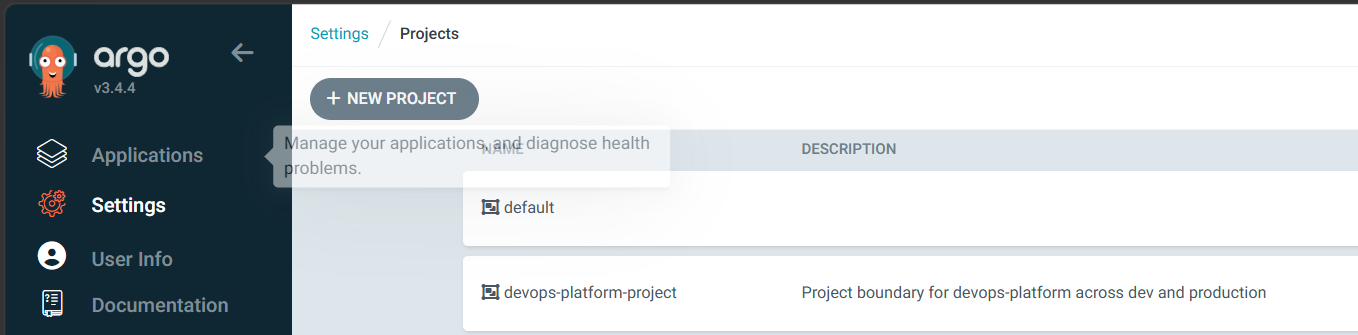 argo
v3.4.4
Applications
Settings
User Info
Documentation
Settings / Projects
+ NEW PROJECT
Manage your applications, and diagnose health
problems.
NAME DESCRIPTION
default
devops-platform-project Project boundary for devops-platform across dev and production